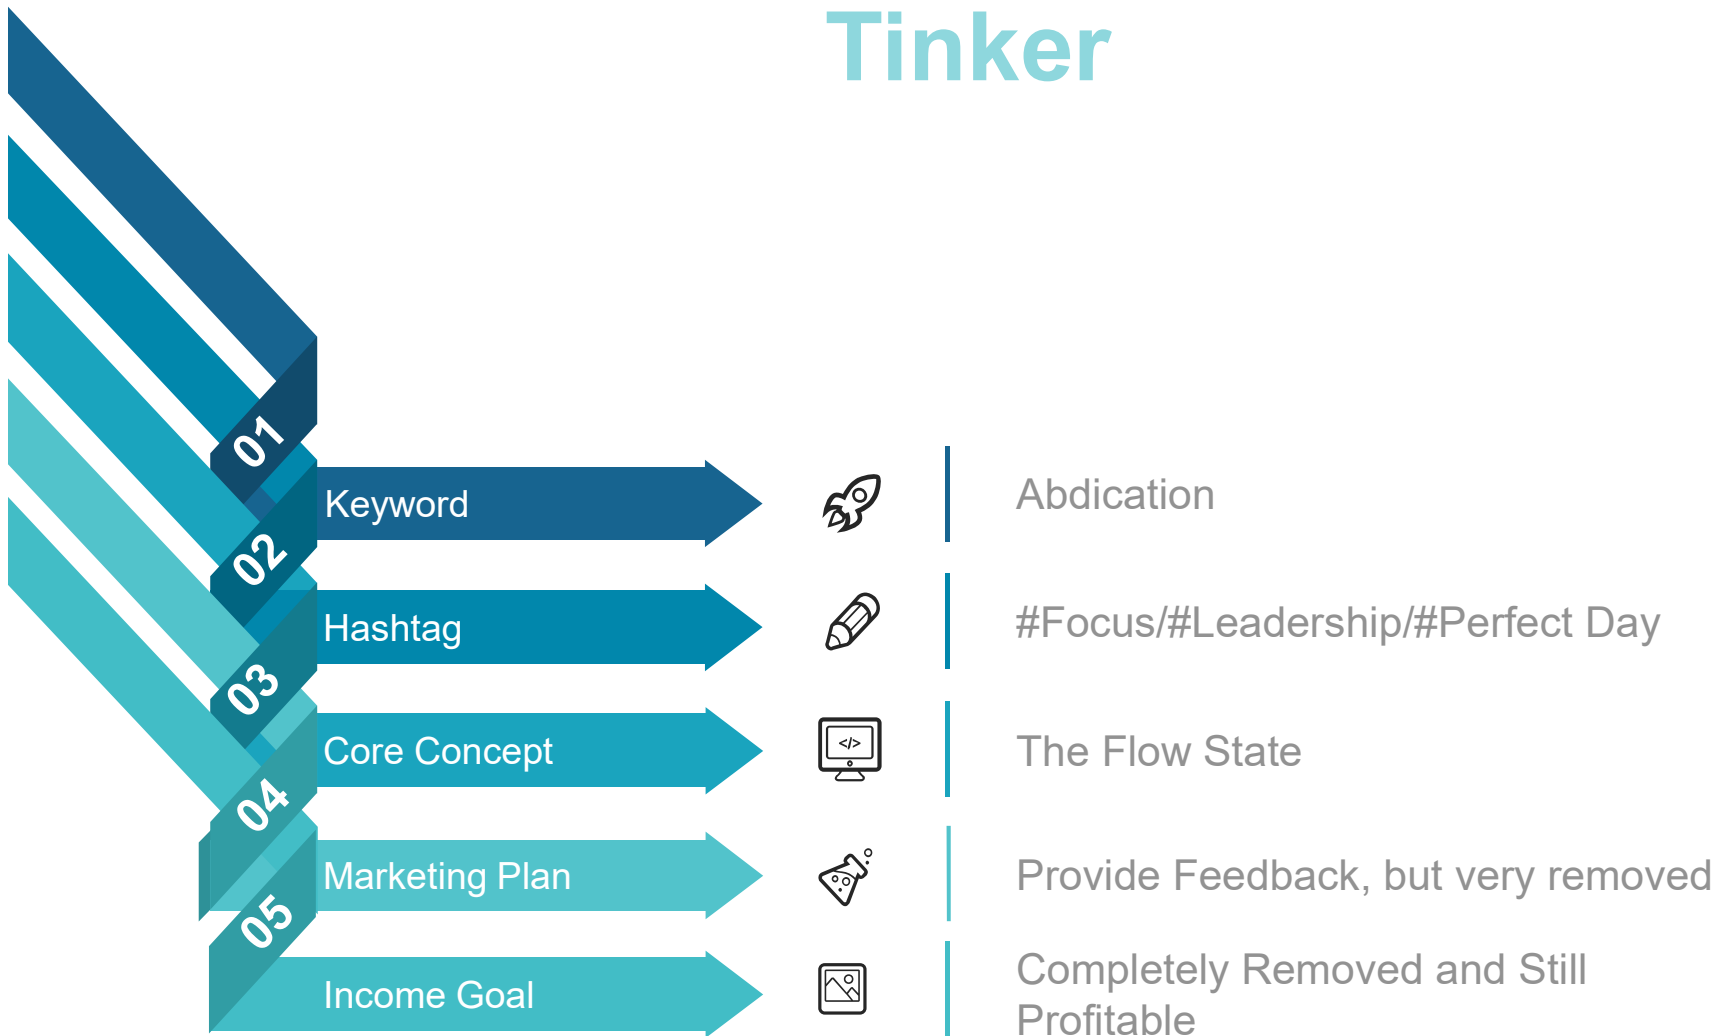 Tinker
01
Keyword
Abdication
02
Hashtag
#Focus/#Leadership/#Perfect Day
03
Core Concept
</>
The Flow State
04
Marketing Plan
Provide Feedback, but very removed
05
Income Goal
Completely Removed and Still
Profitable